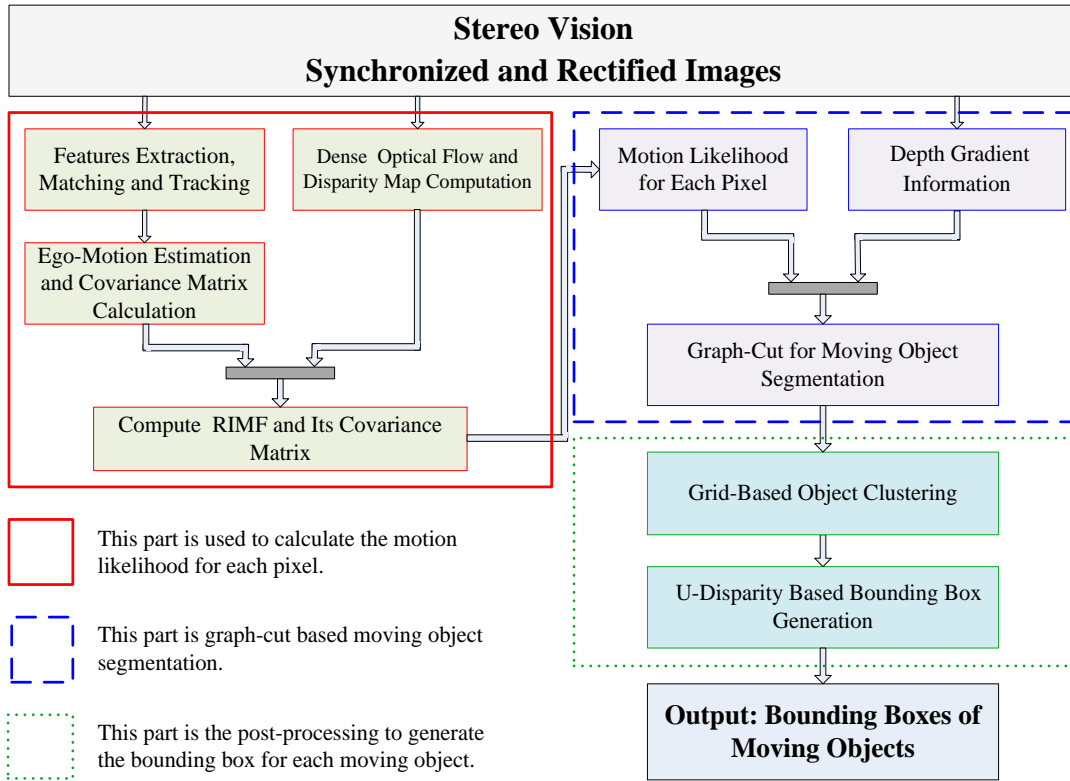 Stereo Vision
Synchronized and Rectified Images
Features Extraction,
Matching and Tracking
Dense Optical Flow and
Disparity Map Computation
Ego-Motion Estimation
and Covariance Matrix
Calculation
Compute RIMF and Its Covariance
Matrix
Motion Likelihood
for Each Pixel
Depth Gradient
Information
Graph-Cut for Moving Object
Segmentation
Grid-Based Object Clustering
U-Disparity Based Bounding Box
Generation
Output: Bounding Boxes of
Moving Objects
This part is used to calculate the motion
likelihood for each pixel.
This part is graph-cut based moving object
segmentation.
This part is the post-processing to generate
the bounding box for each moving object.